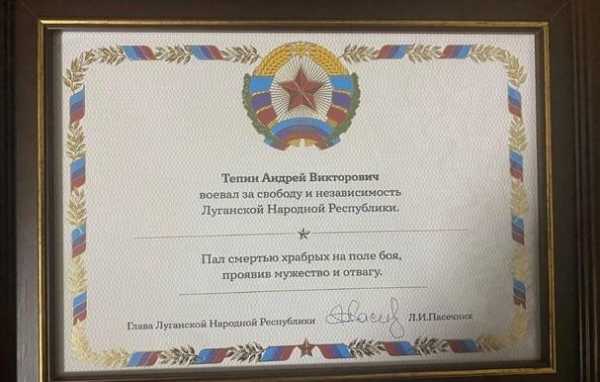 Тепин Андрей Викторович
воевал за свободу и независимость
Луганской Народной Республики.
Пал смертью храбрых на поле боя,
проявив мужество и отвагу.
Глава Луганской Народной Республики Л.И.Пасечник